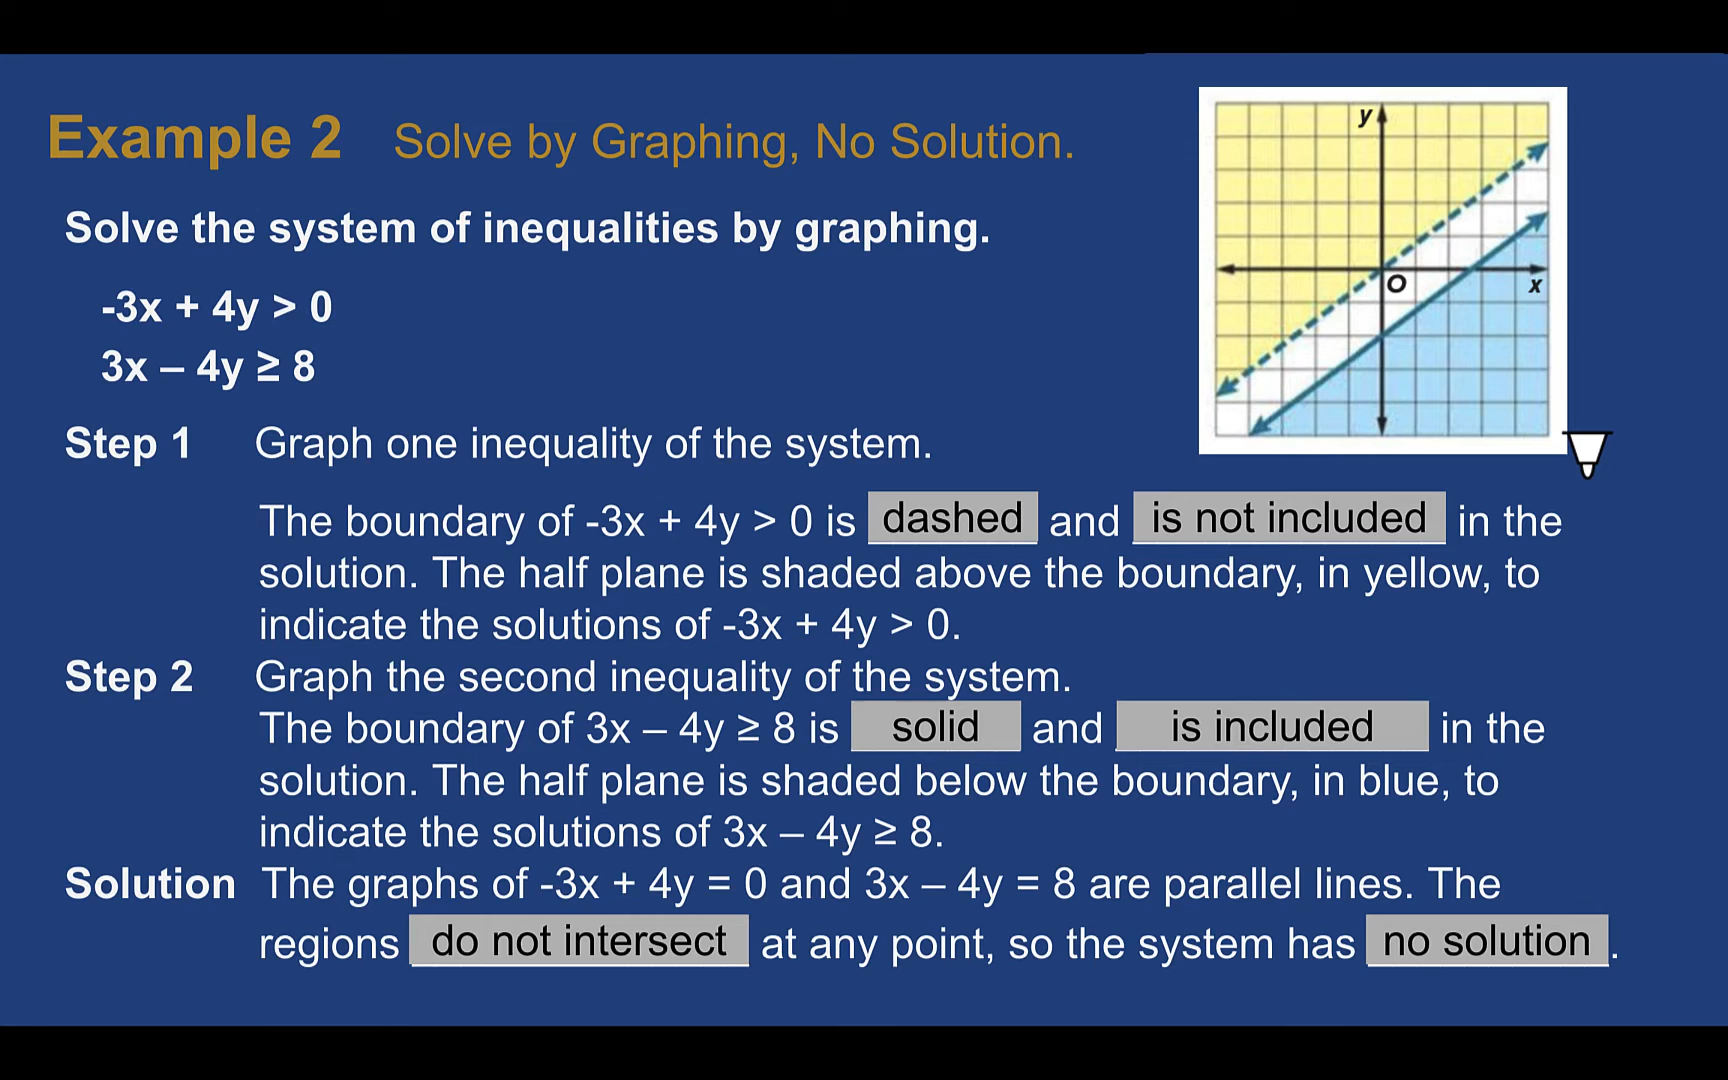 Example 2 Solve by Graphing, No Solution.
Solve the system of inequalities by graphing.
-3x + 4y > 0
3x – 4y ≥ 8
y
O
x
Step 1 Graph one inequality of the system.
The boundary of -3x + 4y > 0 is dashed and is not included in the
solution. The half plane is shaded above the boundary, in yellow, to
indicate the solutions of -3x + 4y > 0.
Step 2 Graph the second inequality of the system.
The boundary of 3x – 4y ≥ 8 is solid and is included in the
solution. The half plane is shaded below the boundary, in blue, to
indicate the solutions of 3x – 4y ≥ 8.
Solution The graphs of -3x + 4y = 0 and 3x – 4y = 8 are parallel lines. The
regions do not intersect at any point, so the system has no solution.